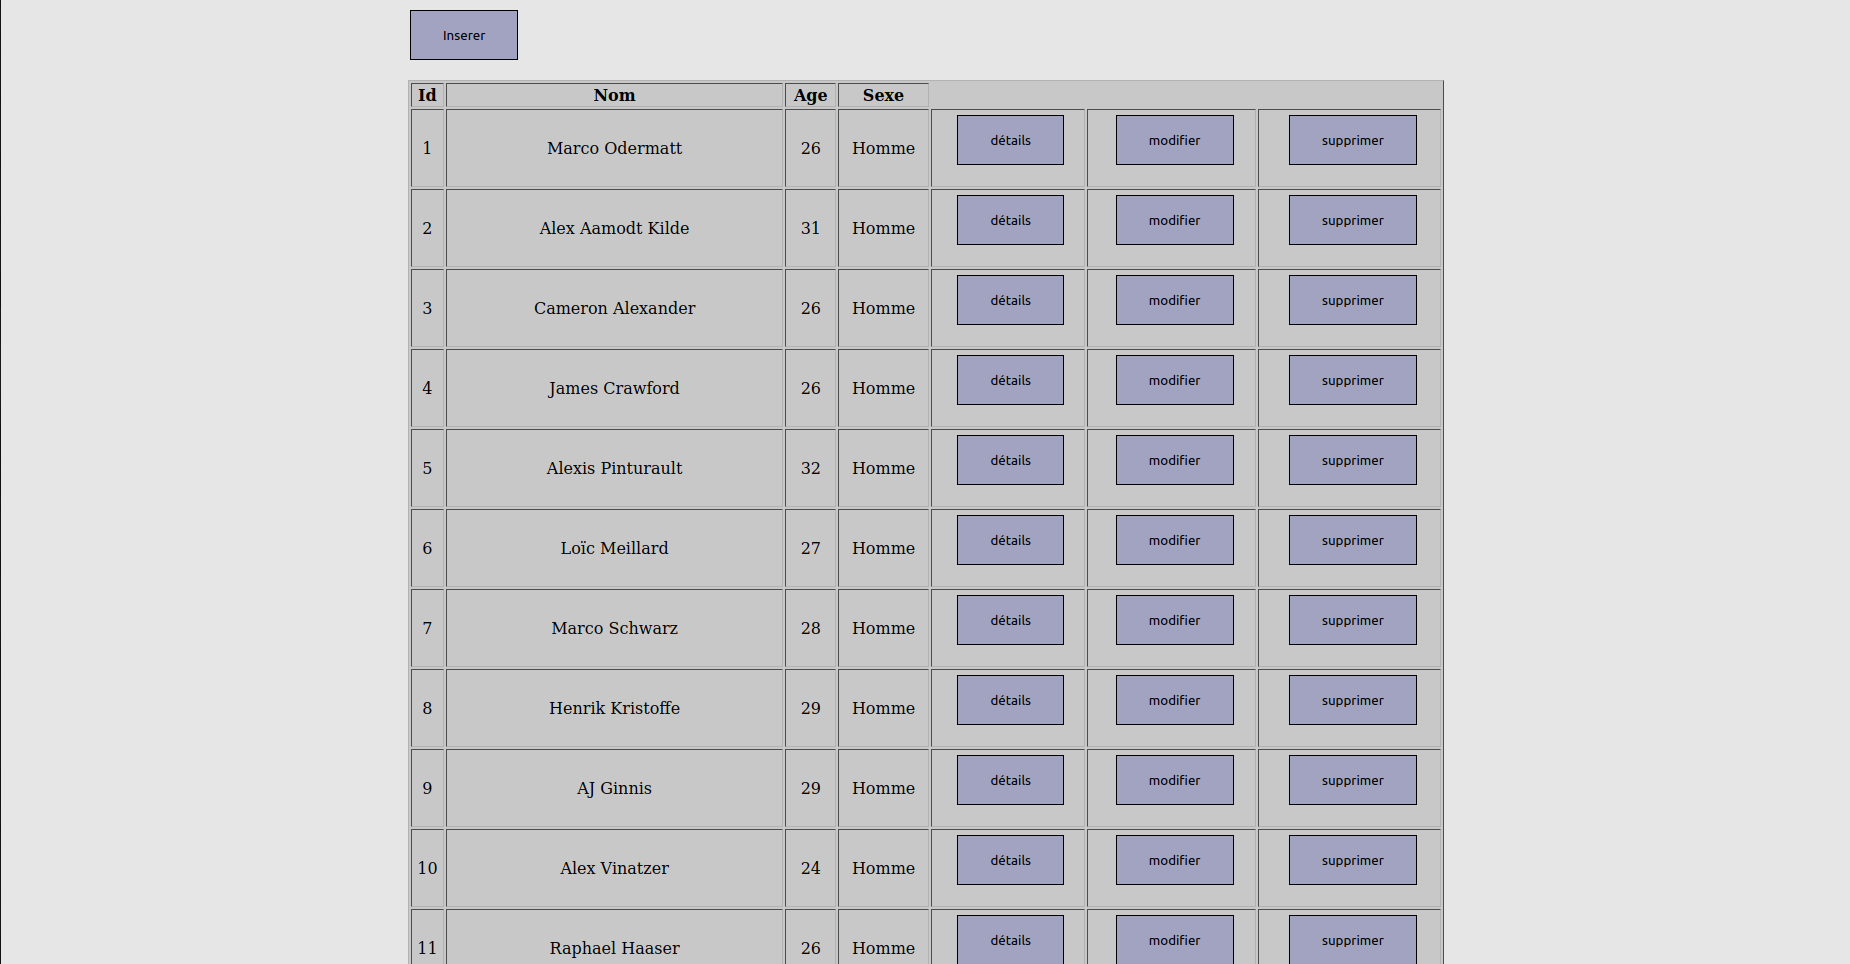 Inserer
Id Nom Age Sexe
1 Marco Odermatt 26 Homme détails modifier supprimer
2 Alex Aamodt Kilde 31 Homme détails modifier supprimer
3 Cameron Alexander 26 Homme détails modifier supprimer
4 James Crawford 26 Homme détails modifier supprimer
5 Alexis Pinturault 32 Homme détails modifier supprimer
6 Loïc Meillard 27 Homme détails modifier supprimer
7 Marco Schwarz 28 Homme détails modifier supprimer
8 Henrik Kristoffe 29 Homme détails modifier supprimer
9 AJ Ginnis 29 Homme détails modifier supprimer
10 Alex Vinatzer 24 Homme détails modifier supprimer
11 Raphael Haaser 26 Homme détails modifier supprimer